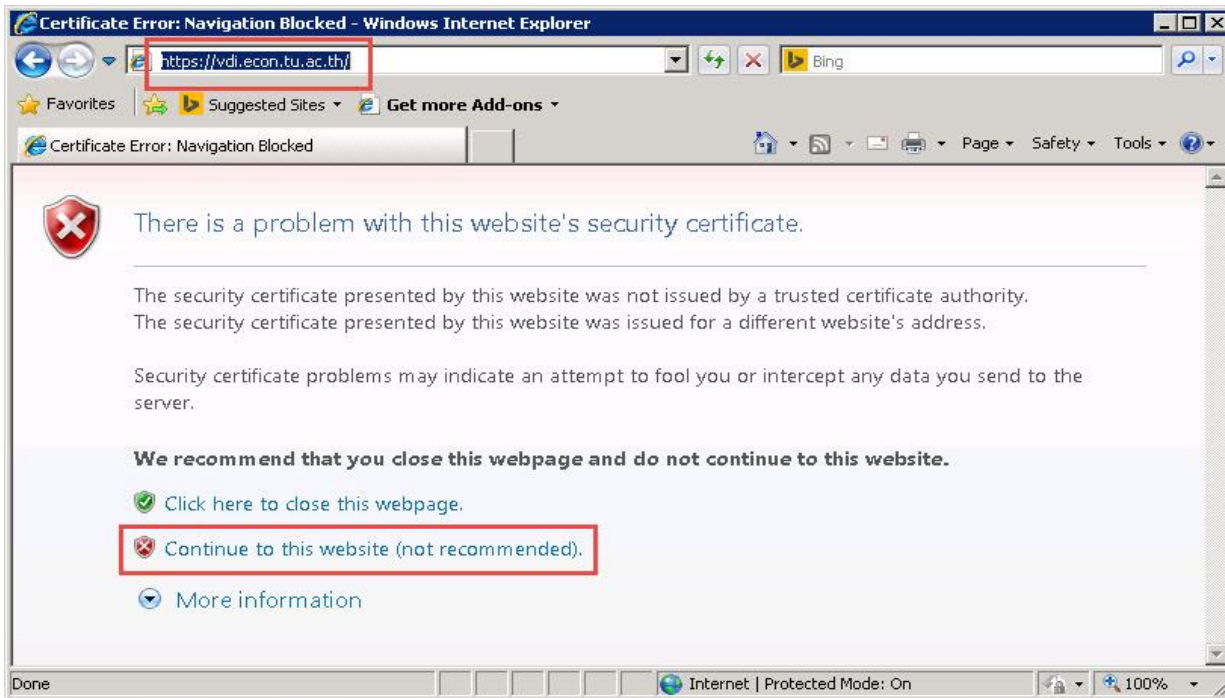 Certificate Error: Navigation Blocked - Windows Internet Explorer
https://vdi.econ.tu.ac.th/
Bing
Favorites Suggested Sites Get more Add-ons
Certificate Error: Navigation Blocked Page Safety Tools
There is a problem with this website's security certificate.
The security certificate presented by this website was not issued by a trusted certificate authority.
The security certificate presented by this website was issued for a different website's address.
Security certificate problems may indicate an attempt to fool you or intercept any data you send to the
server.
We recommend that you close this webpage and do not continue to this website.
Click here to close this webpage.
Continue to this website (not recommended).
More information
Done Internet | Protected Mode: On 100%